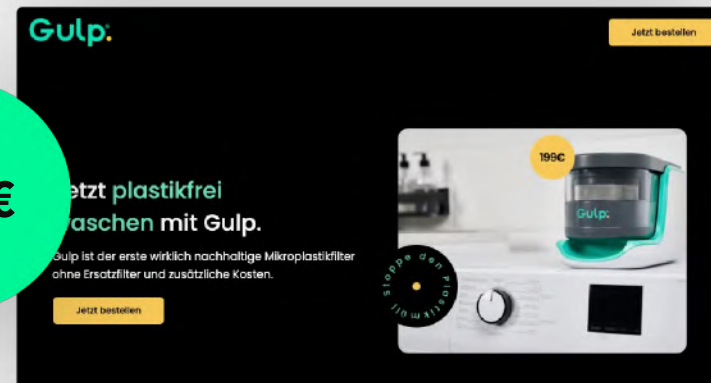 Gulp:
Jetzt bestellen
€
etzt plastikfrei
aschen mit Gulp.
Gulp ist der erste wirklich nachhaltige Mikroplastikfilter
ohne Ersatzfilter und zusätzliche Kosten.
Jetzt bestellen
199€
Gulp:
stoppe den Plastikmüll